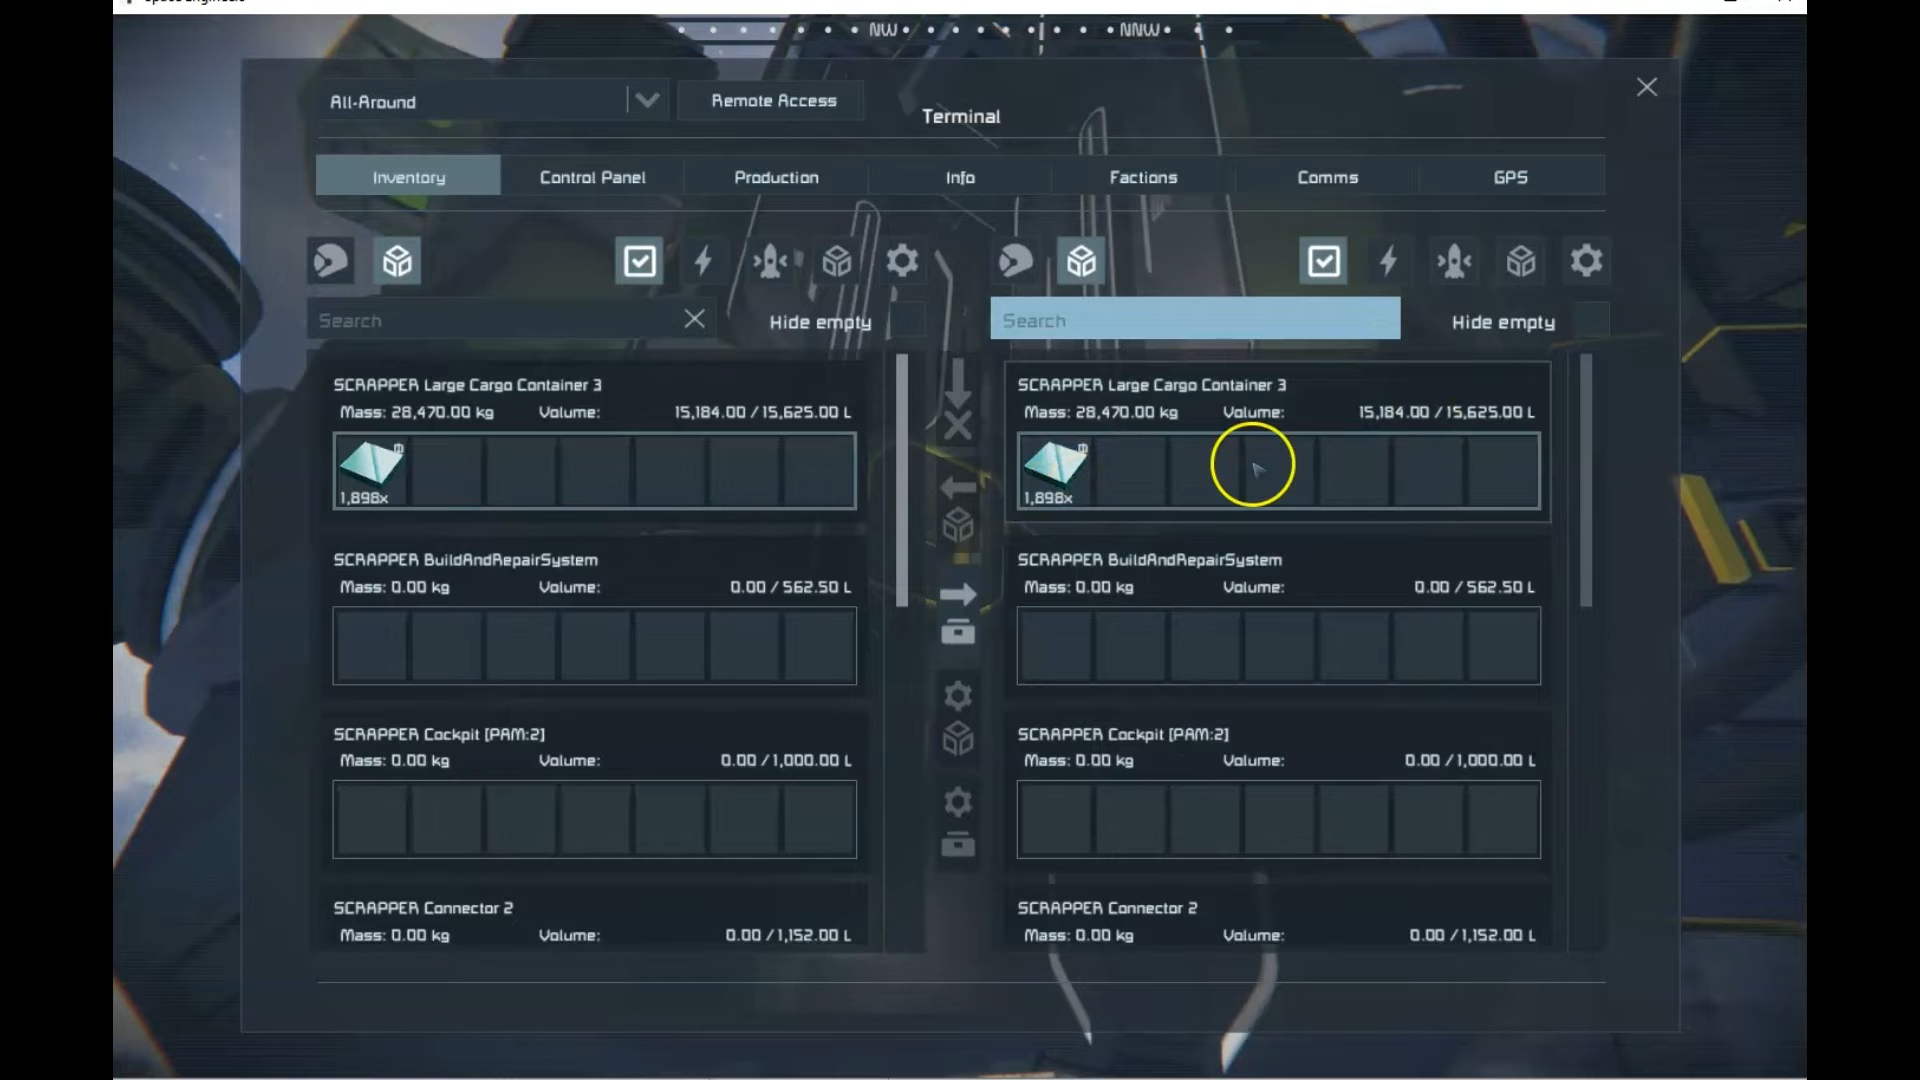 NW NNW
All-Around Remote Access
Terminal
Inventory Control Panel Production Info Factions Comms GPS
Search Hide empty
SCRAPPER Large Cargo Container 3
Mass: 28,470.00 kg Volume: 15,184.00 / 15,625.00 L
1,898x
SCRAPPER BuildAndRepairSystem
Mass: 0.00 kg Volume: 0.00 / 562.50 L
SCRAPPER Cockpit [PAM:2]
Mass: 0.00 kg Volume: 0.00 / 1,000.00 L
SCRAPPER Connector 2
Mass: 0.00 kg Volume: 0.00 / 1,152.00 L
Search Hide empty
SCRAPPER Large Cargo Container 3
Mass: 28,470.00 kg Volume: 15,184.00 / 15,625.00 L
1,898x
SCRAPPER BuildAndRepairSystem
Mass: 0.00 kg Volume: 0.00 / 562.50 L
SCRAPPER Cockpit [PAM:2]
Mass: 0.00 kg Volume: 0.00 / 1,000.00 L
SCRAPPER Connector 2
Mass: 0.00 kg Volume: 0.00 / 1,152.00 L